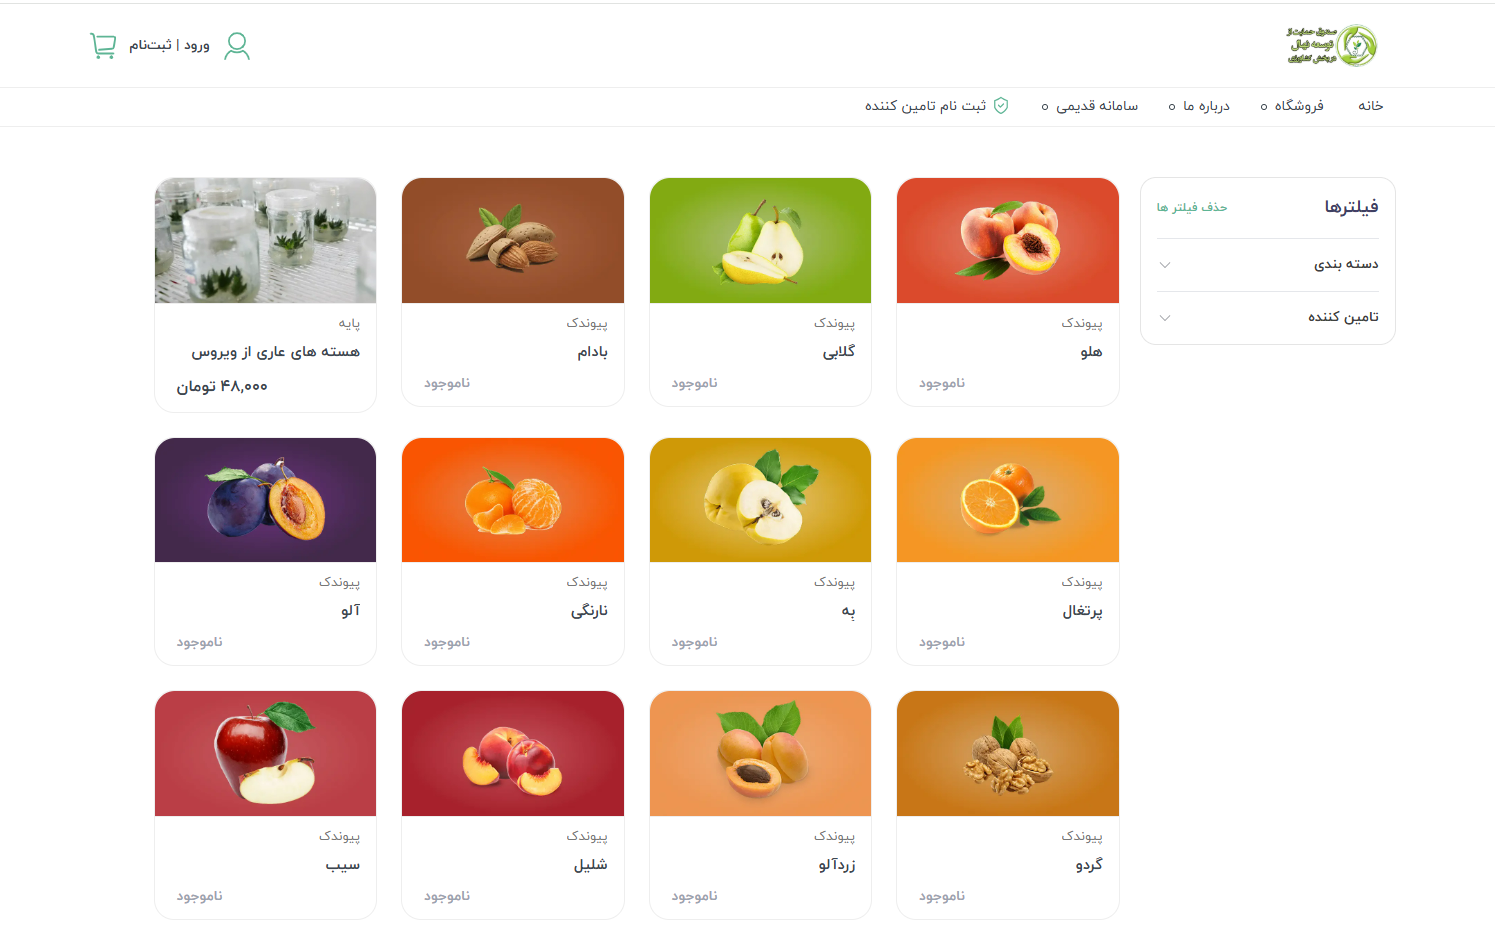 صندوق حمایت از
توسعه نهال
در بخش کشاورزی
ورود | ثبت‌نام
خانه
فروشگاه
درباره ما
سامانه قدیمی
ثبت نام تامین کننده
فیلترها
حذف فیلتر ها
دسته بندی
تامین کننده
پیوندک
هلو
ناموجود
پیوندک
گلابی
ناموجود
پیوندک
بادام
ناموجود
پایه
هسته های عاری از ویروس
۴۸,۰۰۰ تومان
پیوندک
پرتغال
ناموجود
پیوندک
بِه
ناموجود
پیوندک
نارنگی
ناموجود
پیوندک
آلو
ناموجود
پیوندک
گردو
ناموجود
پیوندک
زردآلو
ناموجود
پیوندک
شلیل
ناموجود
پیوندک
سیب
ناموجود